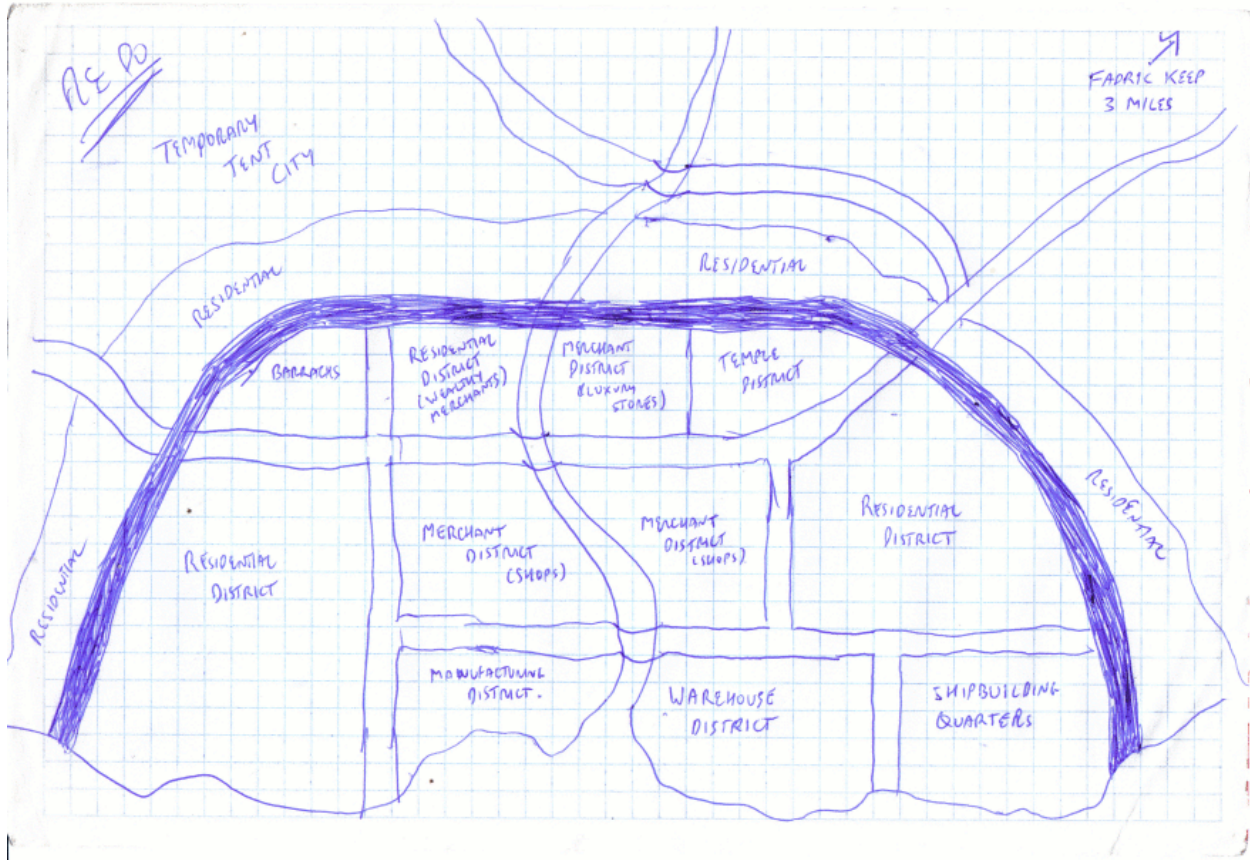 RE DO
TEMPORARY
TENT
CITY
FADRIC KEEP
3 MILES
RESIDENTIAL
RESIDENTIAL
BARRACKS
RESIDENTIAL
DISTRICT
(WEALTHY
MERCHANTS)
MERCHANT
DISTRICT
(LUXURY
STORES)
TEMPLE
DISTRICT
RESIDENTIAL
RESIDENTIAL
DISTRICT
MERCHANT
DISTRICT
(SHOPS)
MERCHANT
DISTRICT
(SHOPS)
RESIDENTIAL
DISTRICT
RESIDENTIAL
MANUFACTURING
DISTRICT.
WAREHOUSE
DISTRICT
SHIPBUILDING
QUARTERS